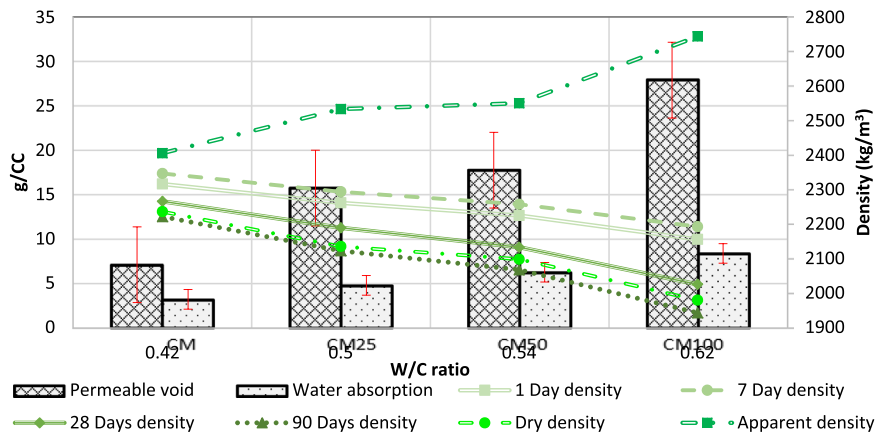 35
30
25
20
15
10
5
0
g/CC
2800
2700
2600
2500
2400
2300
2200
2100
2000
1900
Density (kg/m³)
CM CM25 CM50 CM100
0.42 0.5 0.54 0.62
W/C ratio
Permeable void Water absorption 1 Day density 7 Day density
28 Days density 90 Days density Dry density Apparent density